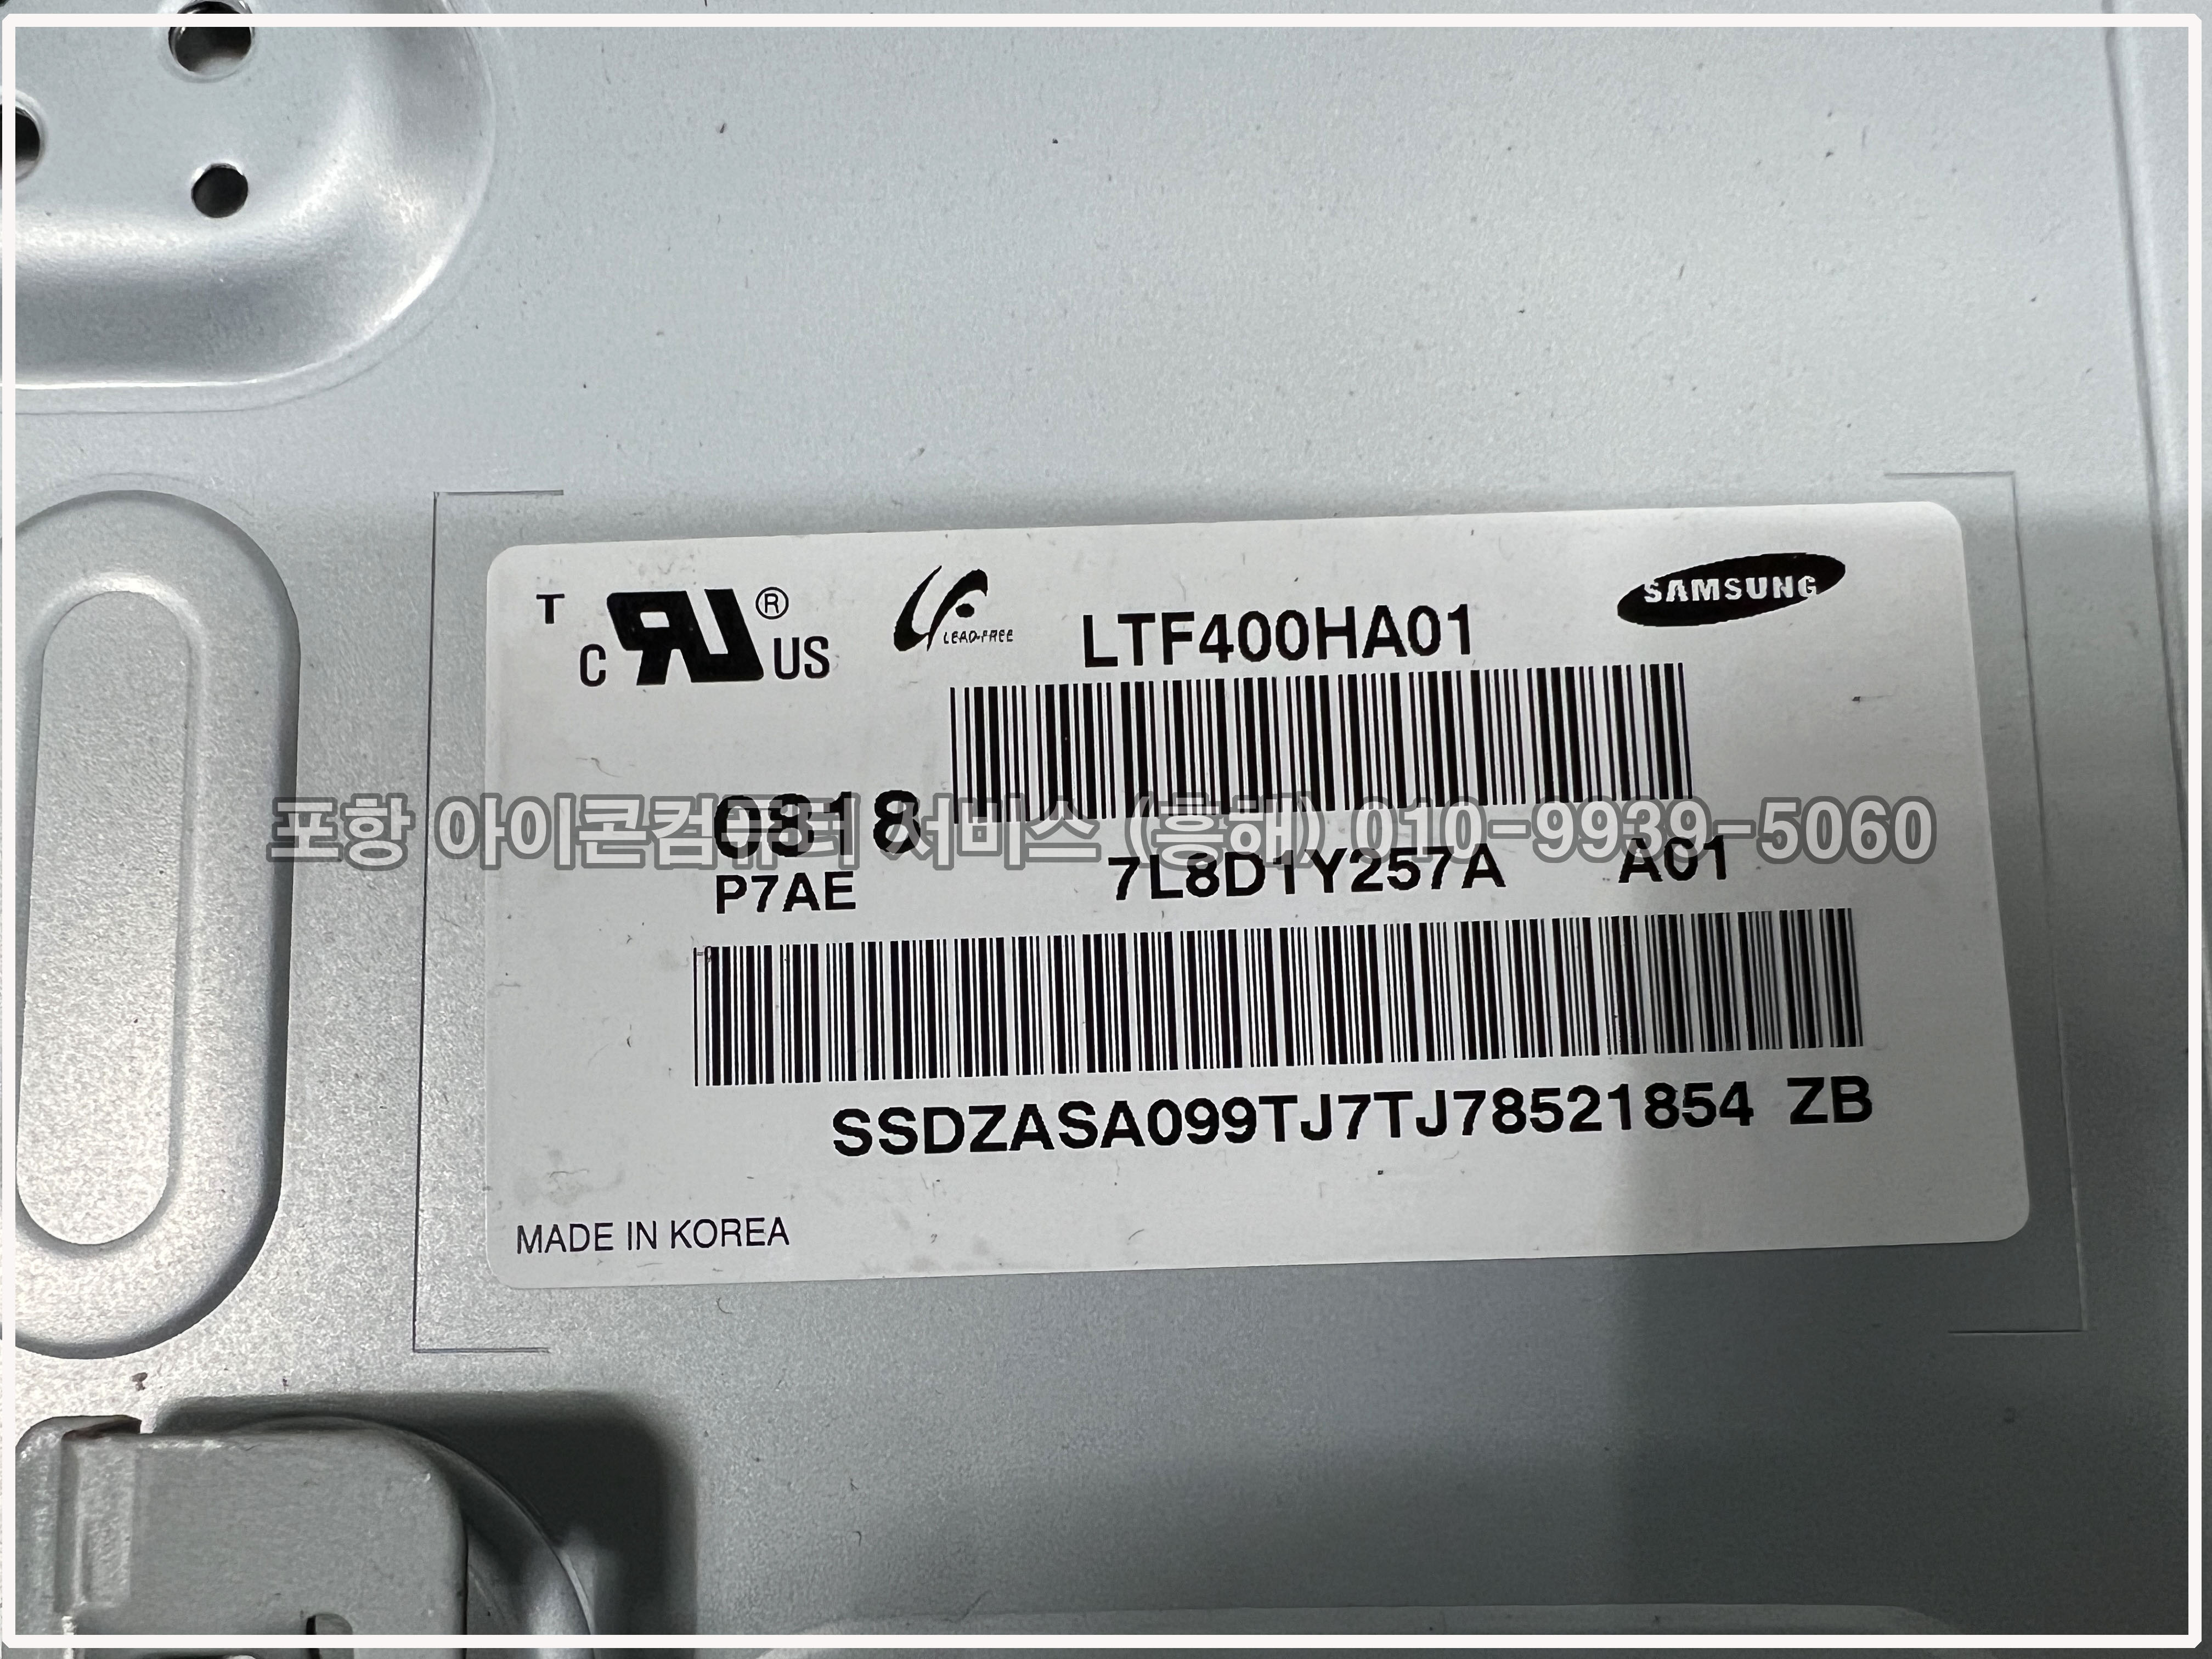 T
C RU ® US
LEAD-FREE
LTF400HA01
SAMSUNG
0818
포항 아이콘컴퓨터 서비스 (흥해) 010-9939-5060
P7AE
7L8D1Y257A A01
SSDZASA099TJ7TJ78521854 ZB
MADE IN KOREA